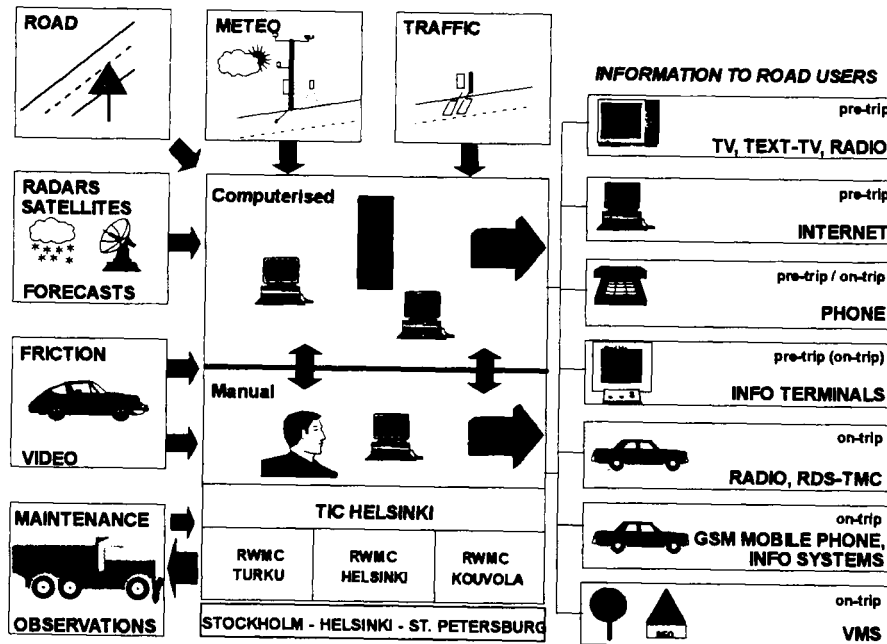 ROAD
METEO
TRAFFIC
RADARS
SATELLITES
FORECASTS
FRICTION
VIDEO
MAINTENANCE
OBSERVATIONS
Computerised
Manual
TIC HELSINKI
RWMC
TURKU
RWMC
HELSINKI
RWMC
KOUVOLA
STOCKHOLM - HELSINKI - ST. PETERSBURG
INFORMATION TO ROAD USERS
pre-trip
TV, TEXT-TV, RADIO
pre-trip
INTERNET
pre-trip / on-trip
PHONE
pre-trip (on-trip)
INFO TERMINALS
on-trip
RADIO, RDS-TMC
on-trip
GSM MOBILE PHONE,
INFO SYSTEMS
on-trip
VMS